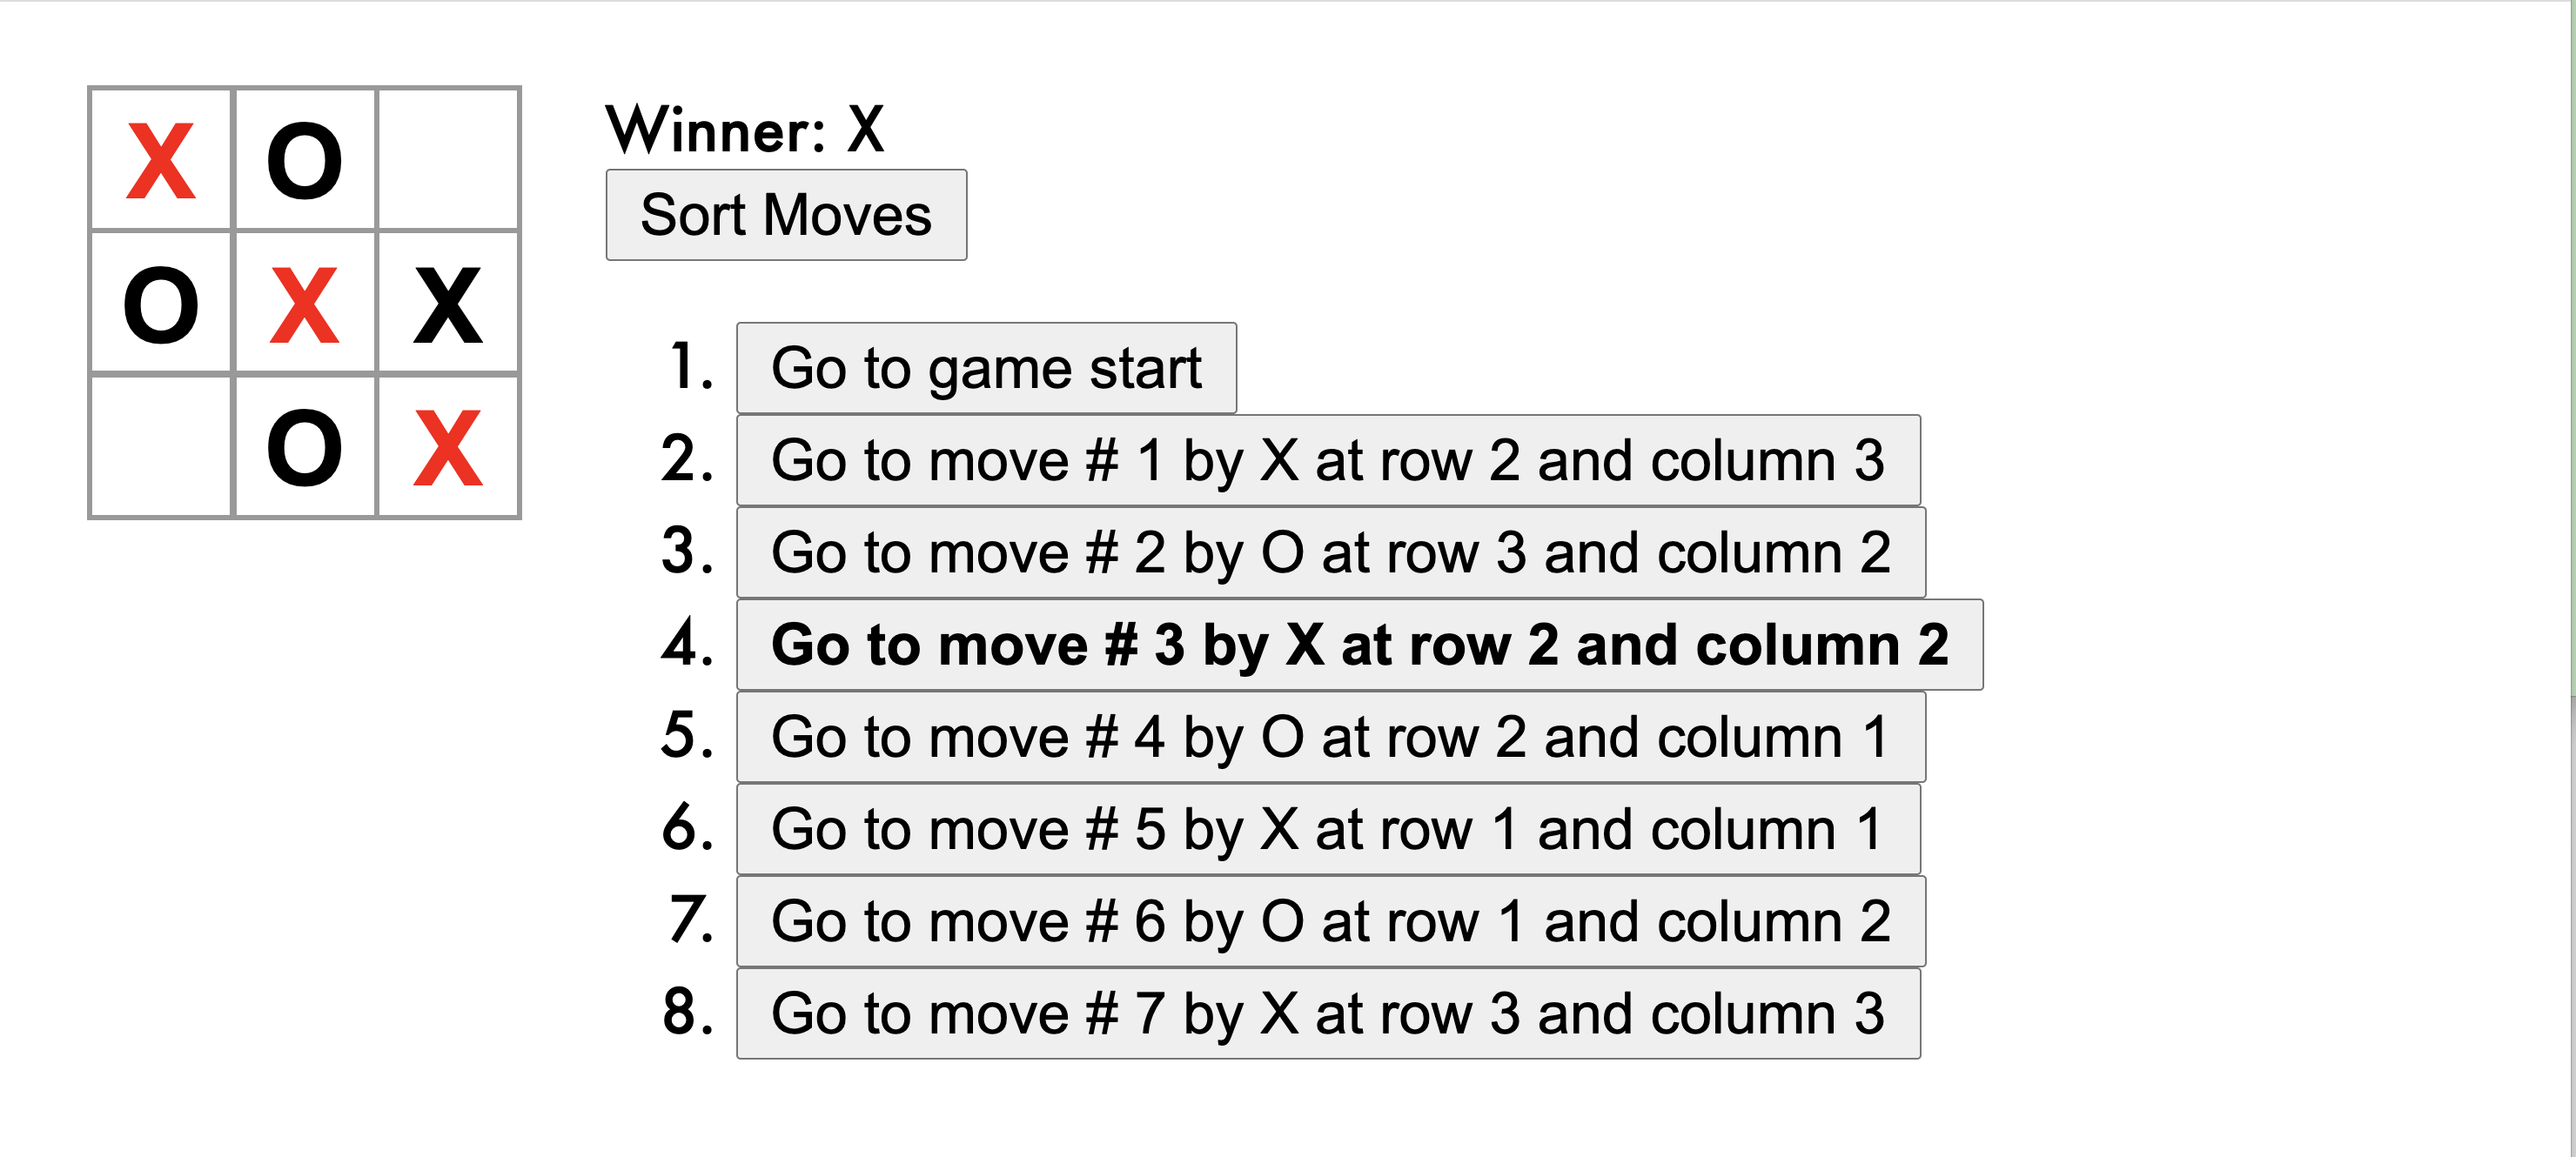 X O
O X X
O X
Winner: X
Sort Moves
1. Go to game start
2. Go to move # 1 by X at row 2 and column 3
3. Go to move # 2 by O at row 3 and column 2
4. Go to move # 3 by X at row 2 and column 2
5. Go to move # 4 by O at row 2 and column 1
6. Go to move # 5 by X at row 1 and column 1
7. Go to move # 6 by O at row 1 and column 2
8. Go to move # 7 by X at row 3 and column 3